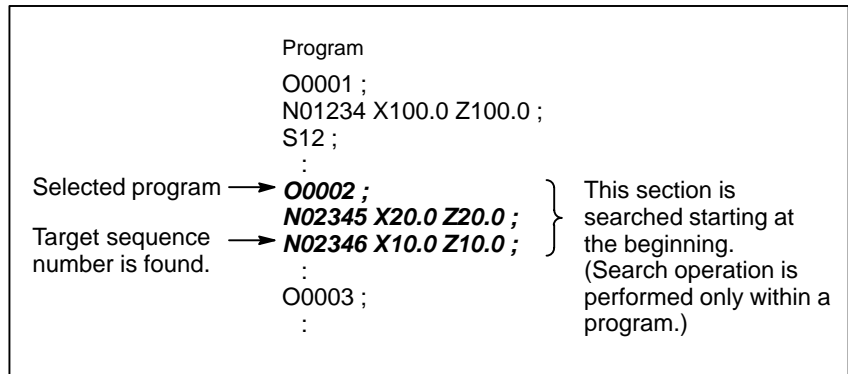 Program
O0001 ;
N01234 X100.0 Z100.0 ;
S12 ;
:
Selected program
O0002 ;
N02345 X20.0 Z20.0 ;
Target sequence
number is found.
N02346 X10.0 Z10.0 ;
:
O0003 ;
:
This section is
searched starting at
the beginning.
(Search operation is
performed only within a
program.)